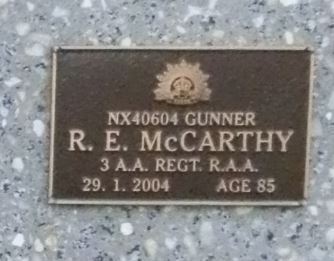 NX40604 GUNNER
R. E. McCARTHY
3 A.A. REGT. R.A.A.
29. 1. 2004 AGE 85